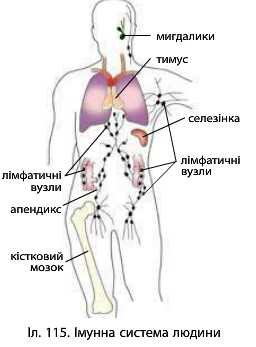 мигдалики
тимус
селезінка
лімфатичні
вузли
лімфатичні
вузли
апендикс
кістковий
мозок
Іл. 115. Імунна система людини